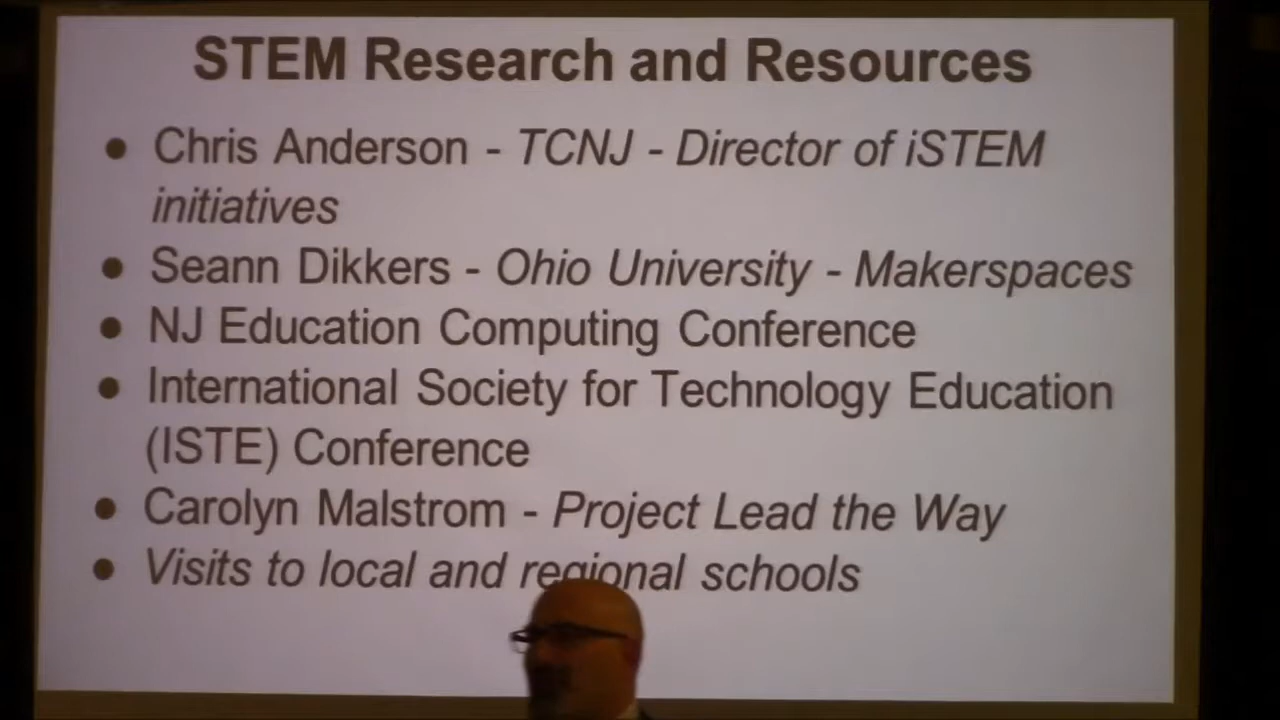 STEM Research and Resources
● Chris Anderson - TCNJ - Director of iSTEM
initiatives
● Seann Dikkers - Ohio University - Makerspaces
● NJ Education Computing Conference
● International Society for Technology Education
(ISTE) Conference
● Carolyn Malstrom - Project Lead the Way
● Visits to local and regional schools